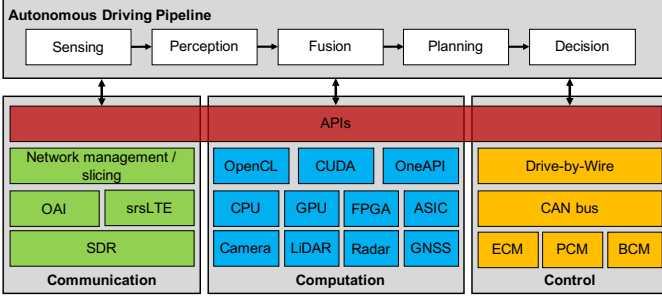 Autonomous Driving Pipeline
Sensing
Perception
Fusion
Planning
Decision
APIs
Network management /
slicing
OAI
srsLTE
SDR
Communication
OpenCL
CUDA
OneAPI
CPU
GPU
FPGA
ASIC
Camera
LiDAR
Radar
GNSS
Computation
Drive-by-Wire
CAN bus
ECM
PCM
BCM
Control